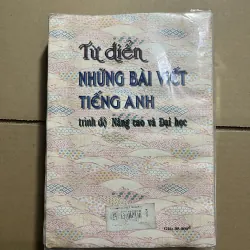 Từ điển
NHỮNG BÀI VIẾT
TIẾNG ANH
trình độ Nâng cao và Đại học